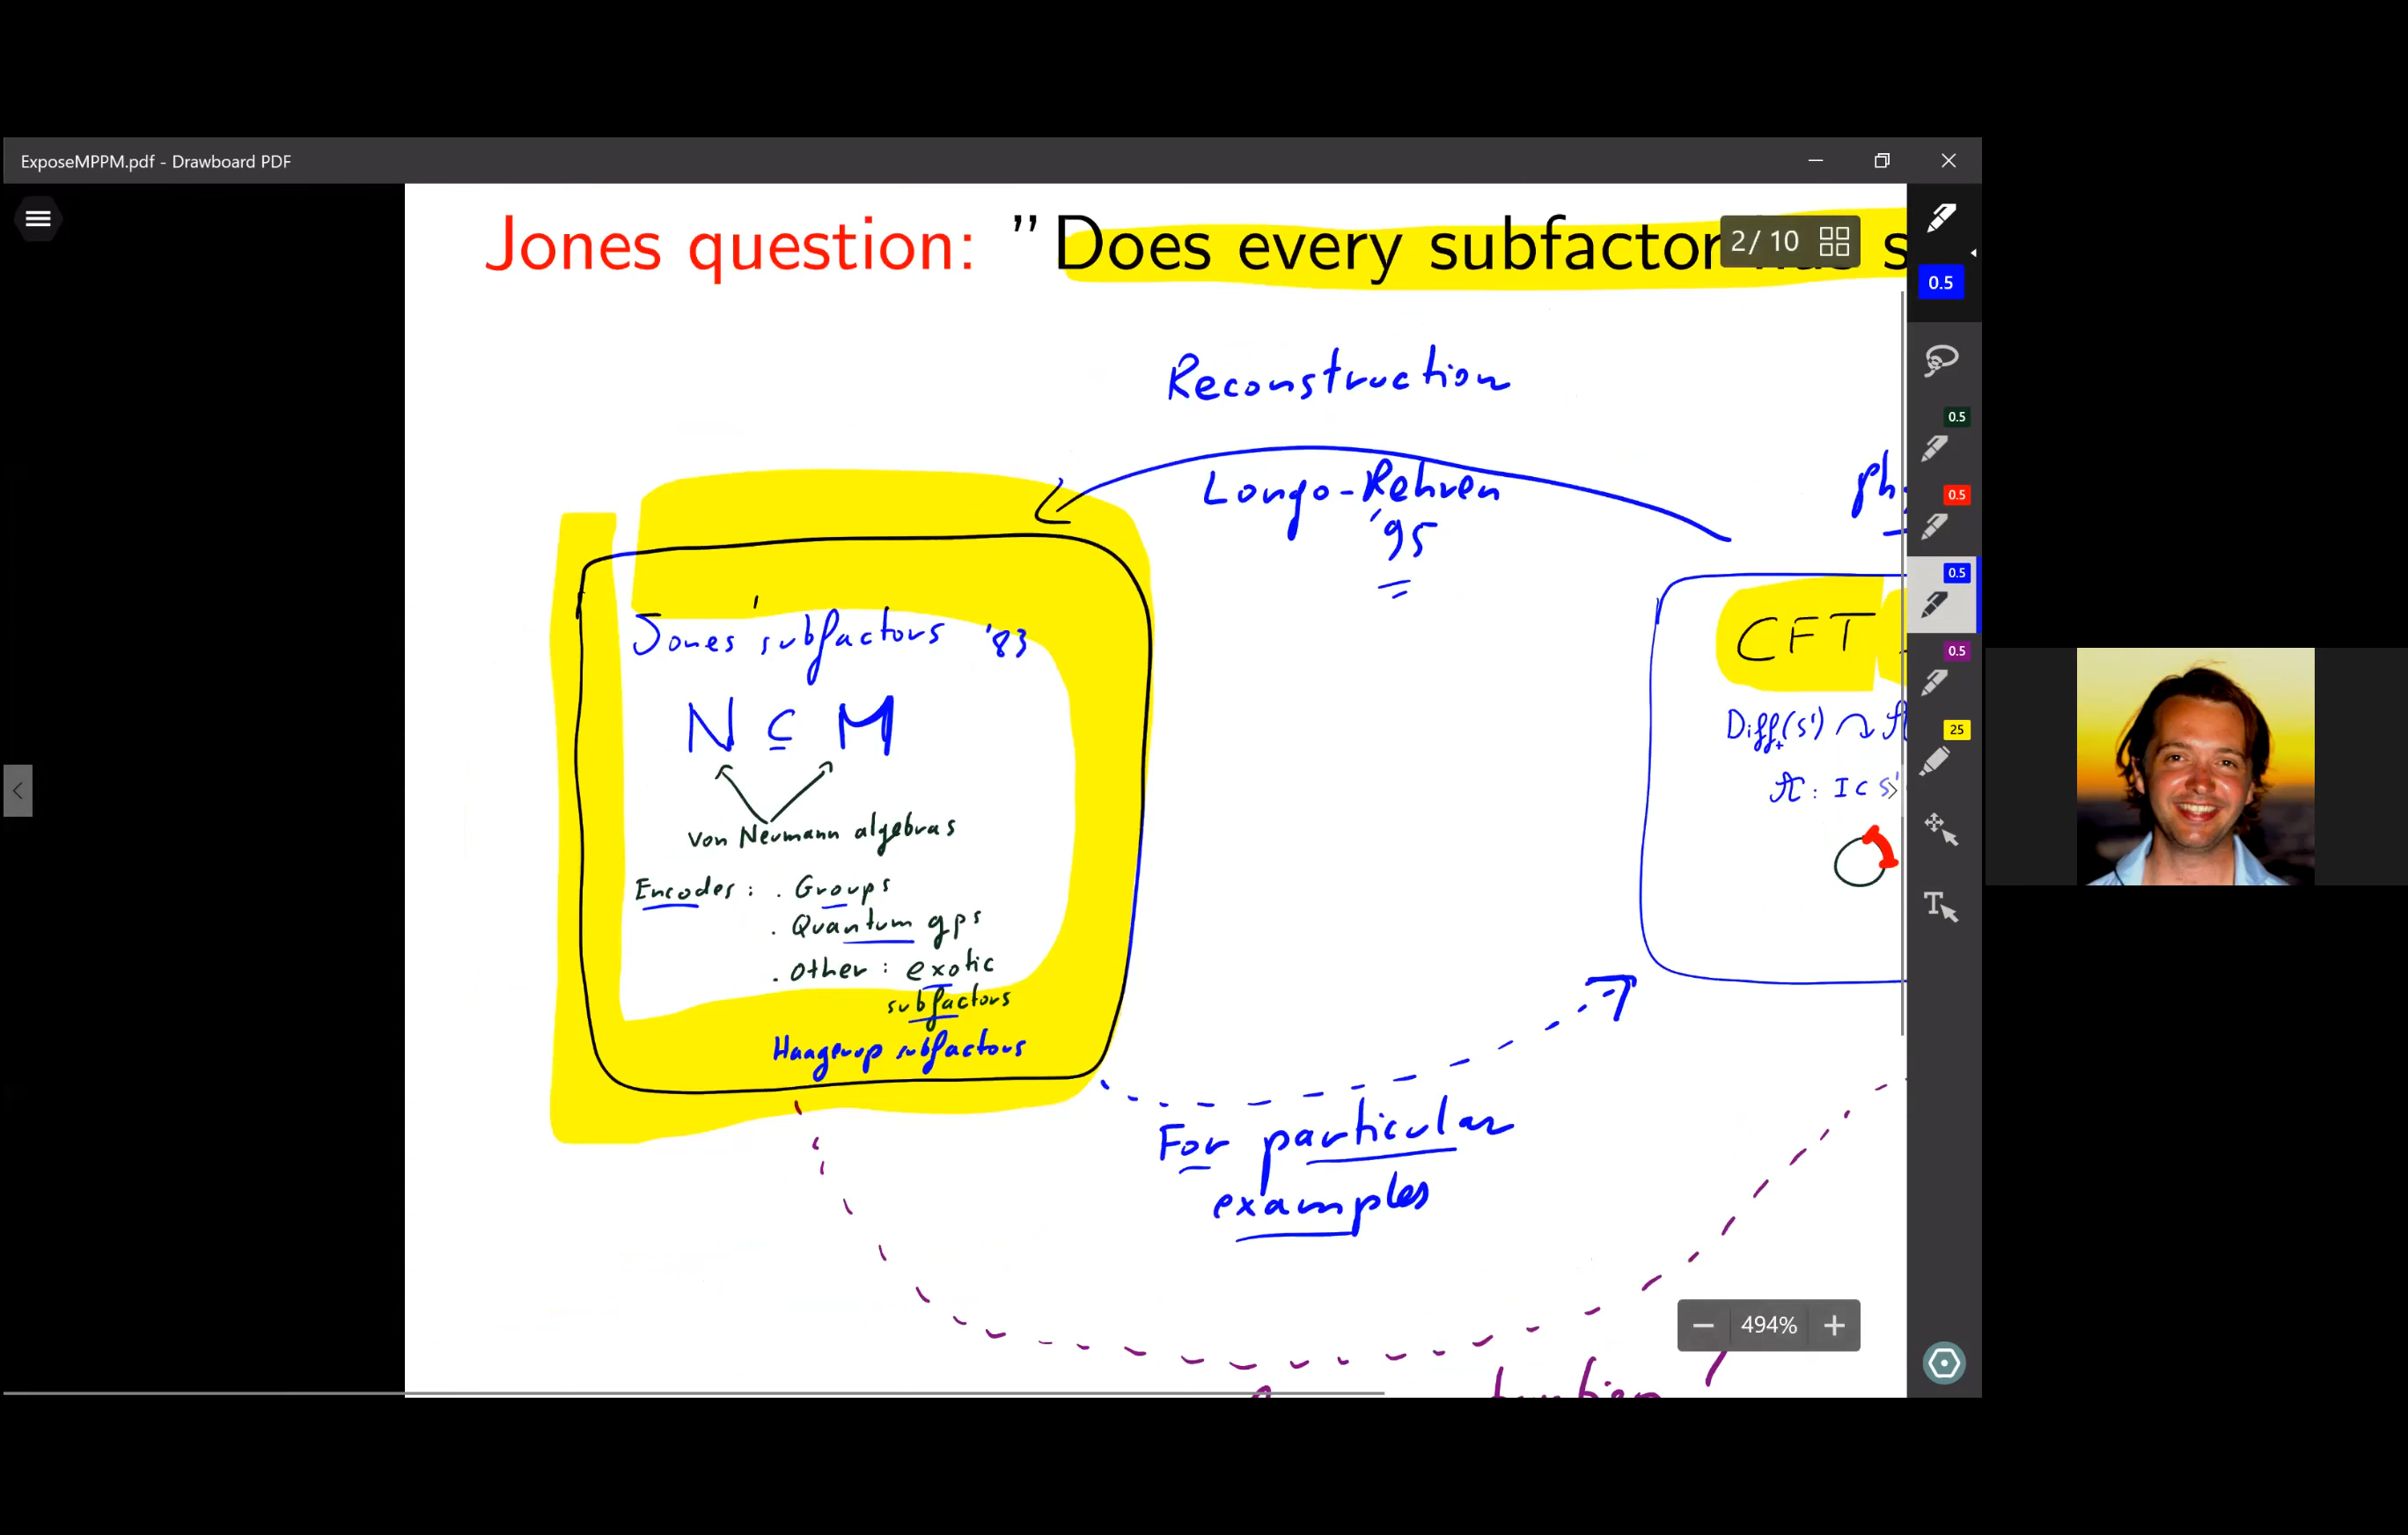 ExposeMPPM.pdf - Drawboard PDF
Jones question: "Does every subfactor
2/ 10
0.5
Reconstruction
Longo-Rehren
'95
Jones' subfactors '83
N ⊆ M
von Neumann algebras
Encodes: . Groups
. Quantum gps
. Other: exotic
subfactors
Haagerup subfactors
CFT
Diff₊(S¹) ↷ 𝒜
𝒜: I ⊂ S¹
For particular
examples
0.5
0.5
0.5
0.5
25
494%